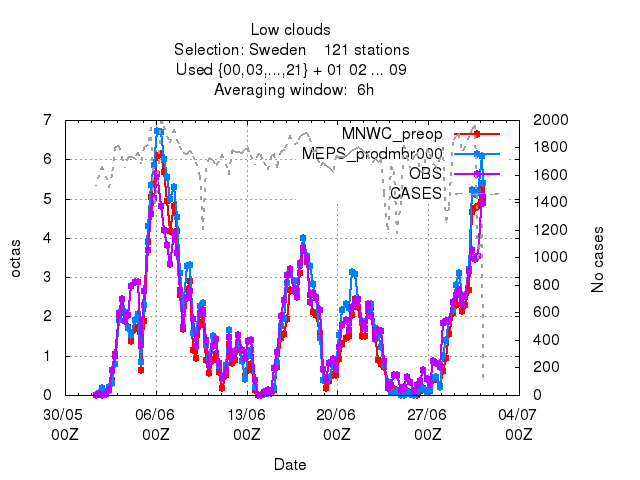 Low clouds
Selection: Sweden    121 stations
Used {00,03,...,21} + 01 02 ... 09
Averaging window:  6h
MNWC_preop
MEPS_prodmbr000
OBS
CASES
octas
7
6
5
4
3
2
1
0
No cases
2000
1800
1600
1400
1200
1000
800
600
400
200
0
30/05 06/06 13/06 20/06 27/06 04/07
00Z 00Z 00Z 00Z 00Z 00Z
Date